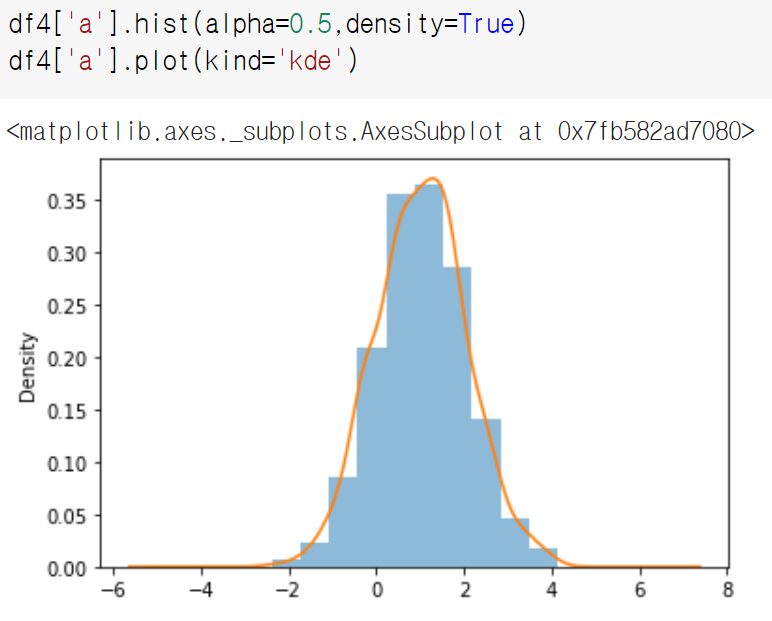 df4['a'].hist(alpha=0.5,density=True)
df4['a'].plot(kind='kde')
<matplotlib.axes._subplots.AxesSubplot at 0x7fb582ad7080>
0.35
0.30
0.25
0.20
0.15
0.10
0.05
0.00
Density
−6 −4 −2 0 2 4 6 8